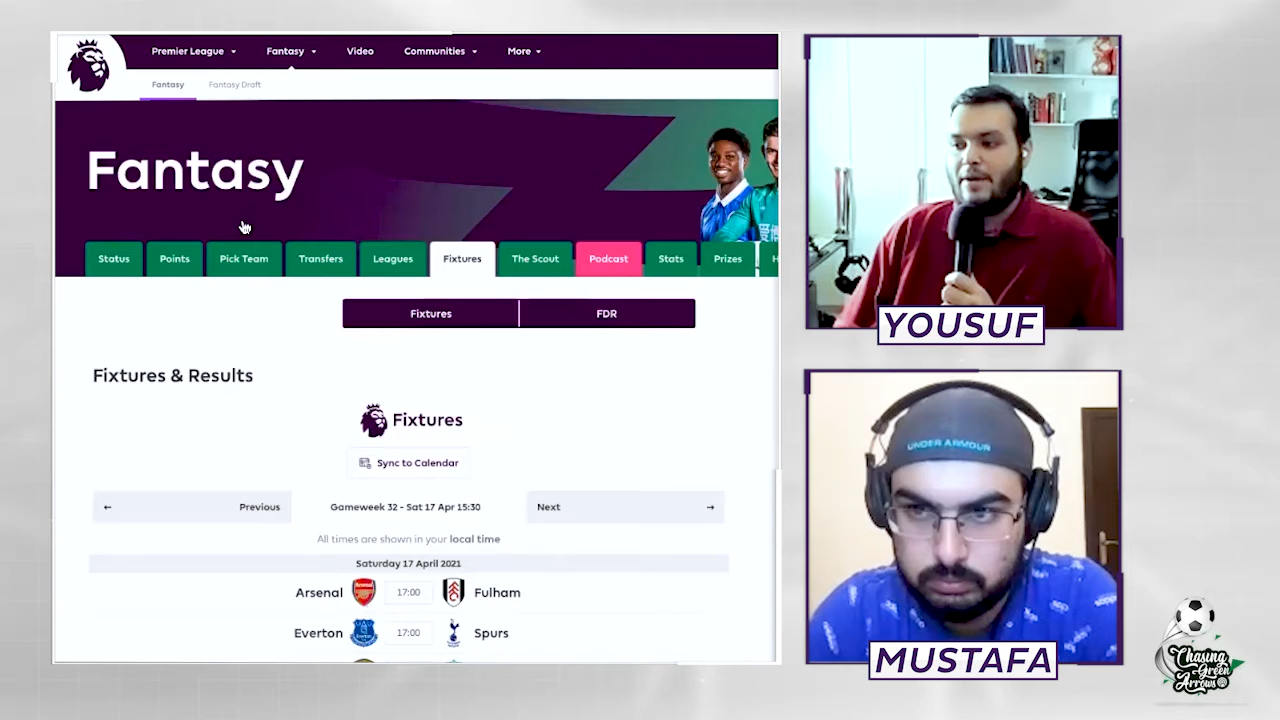 Premier League
Fantasy
Video
Communities
More
Fantasy
Fantasy Draft
Fantasy
Status
Points
Pick Team
Transfers
Leagues
Fixtures
The Scout
Podcast
Stats
Prizes
H
Fixtures
FDR
Fixtures & Results
Fixtures
Sync to Calendar
← Previous
Gameweek 32 - Sat 17 Apr 15:30
Next →
All times are shown in your local time
Saturday 17 April 2021
Arsenal 17:00 Fulham
Everton 17:00 Spurs
YOUSUF
UNDER ARMOUR
MUSTAFA
Chasing
Green
Arrows